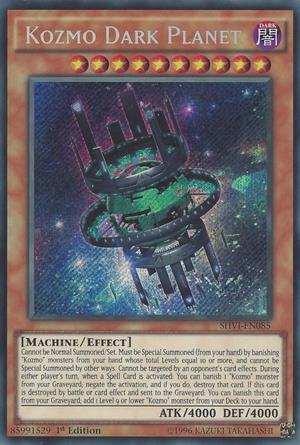 KOZMO DARK PLANET
DARK
闇
SHVI-EN085
[MACHINE/EFFECT]
Cannot be Normal Summoned/Set. Must be Special Summoned (from your hand) by banishing
"Kozmo" monsters from your hand whose total Levels equal 10 or more, and cannot be
Special Summoned by other ways. Cannot be targeted by an opponent's card effects. During
either player's turn, when a Spell Card is activated: You can banish 1 "Kozmo" monster
from your Graveyard; negate the activation, and if you do, destroy that card. If this card
is destroyed by battle or card effect and sent to the Graveyard: You can banish this card
from your Graveyard; add 1 Level 9 or lower "Kozmo" monster from your Deck to your hand.
ATK/4000 DEF/4000
85991529 1st Edition ©1996 KAZUKI TAKAHASHI